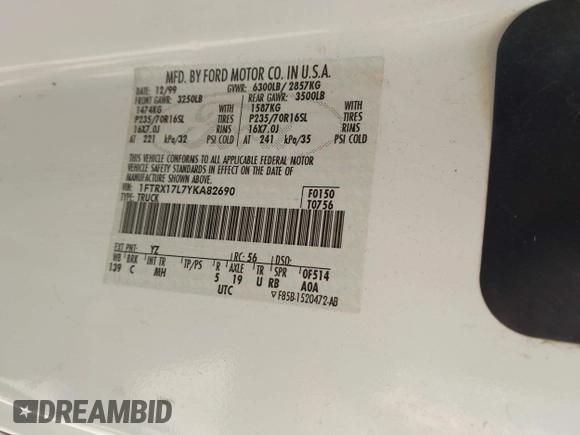 MFD. BY FORD MOTOR CO. IN U.S.A.
DATE: 12/99 GVWR: 6300LB/ 2857KG
FRONT GAWR: 3250LB REAR GAWR: 3500LB
1474KG WITH 1587KG WITH
P235/70R16SL TIRES P235/70R16SL TIRES
16X7.0J RIMS 16X7.0J RIMS
AT 221 kPa/32 PSI COLD AT 241 kPa/35 PSI COLD
THIS VEHICLE CONFORMS TO ALL APPLICABLE FEDERAL MOTOR
VEHICLE SAFETY STANDARDS IN EFFECT ON THE DATE OF
MANUFACTURE SHOWN ABOVE.
VIN: 1FTRX17L7YKA82690 F0150
TYPE: TRUCK T0756
EXT PNT: YZ RC: 56 DSO:
WB BRK INT TR TP/PS R AXLE TR SPR 0F514
139 C MH 5 19 U RB A0A
UTC F85B-1520472-AB
DREAMBID